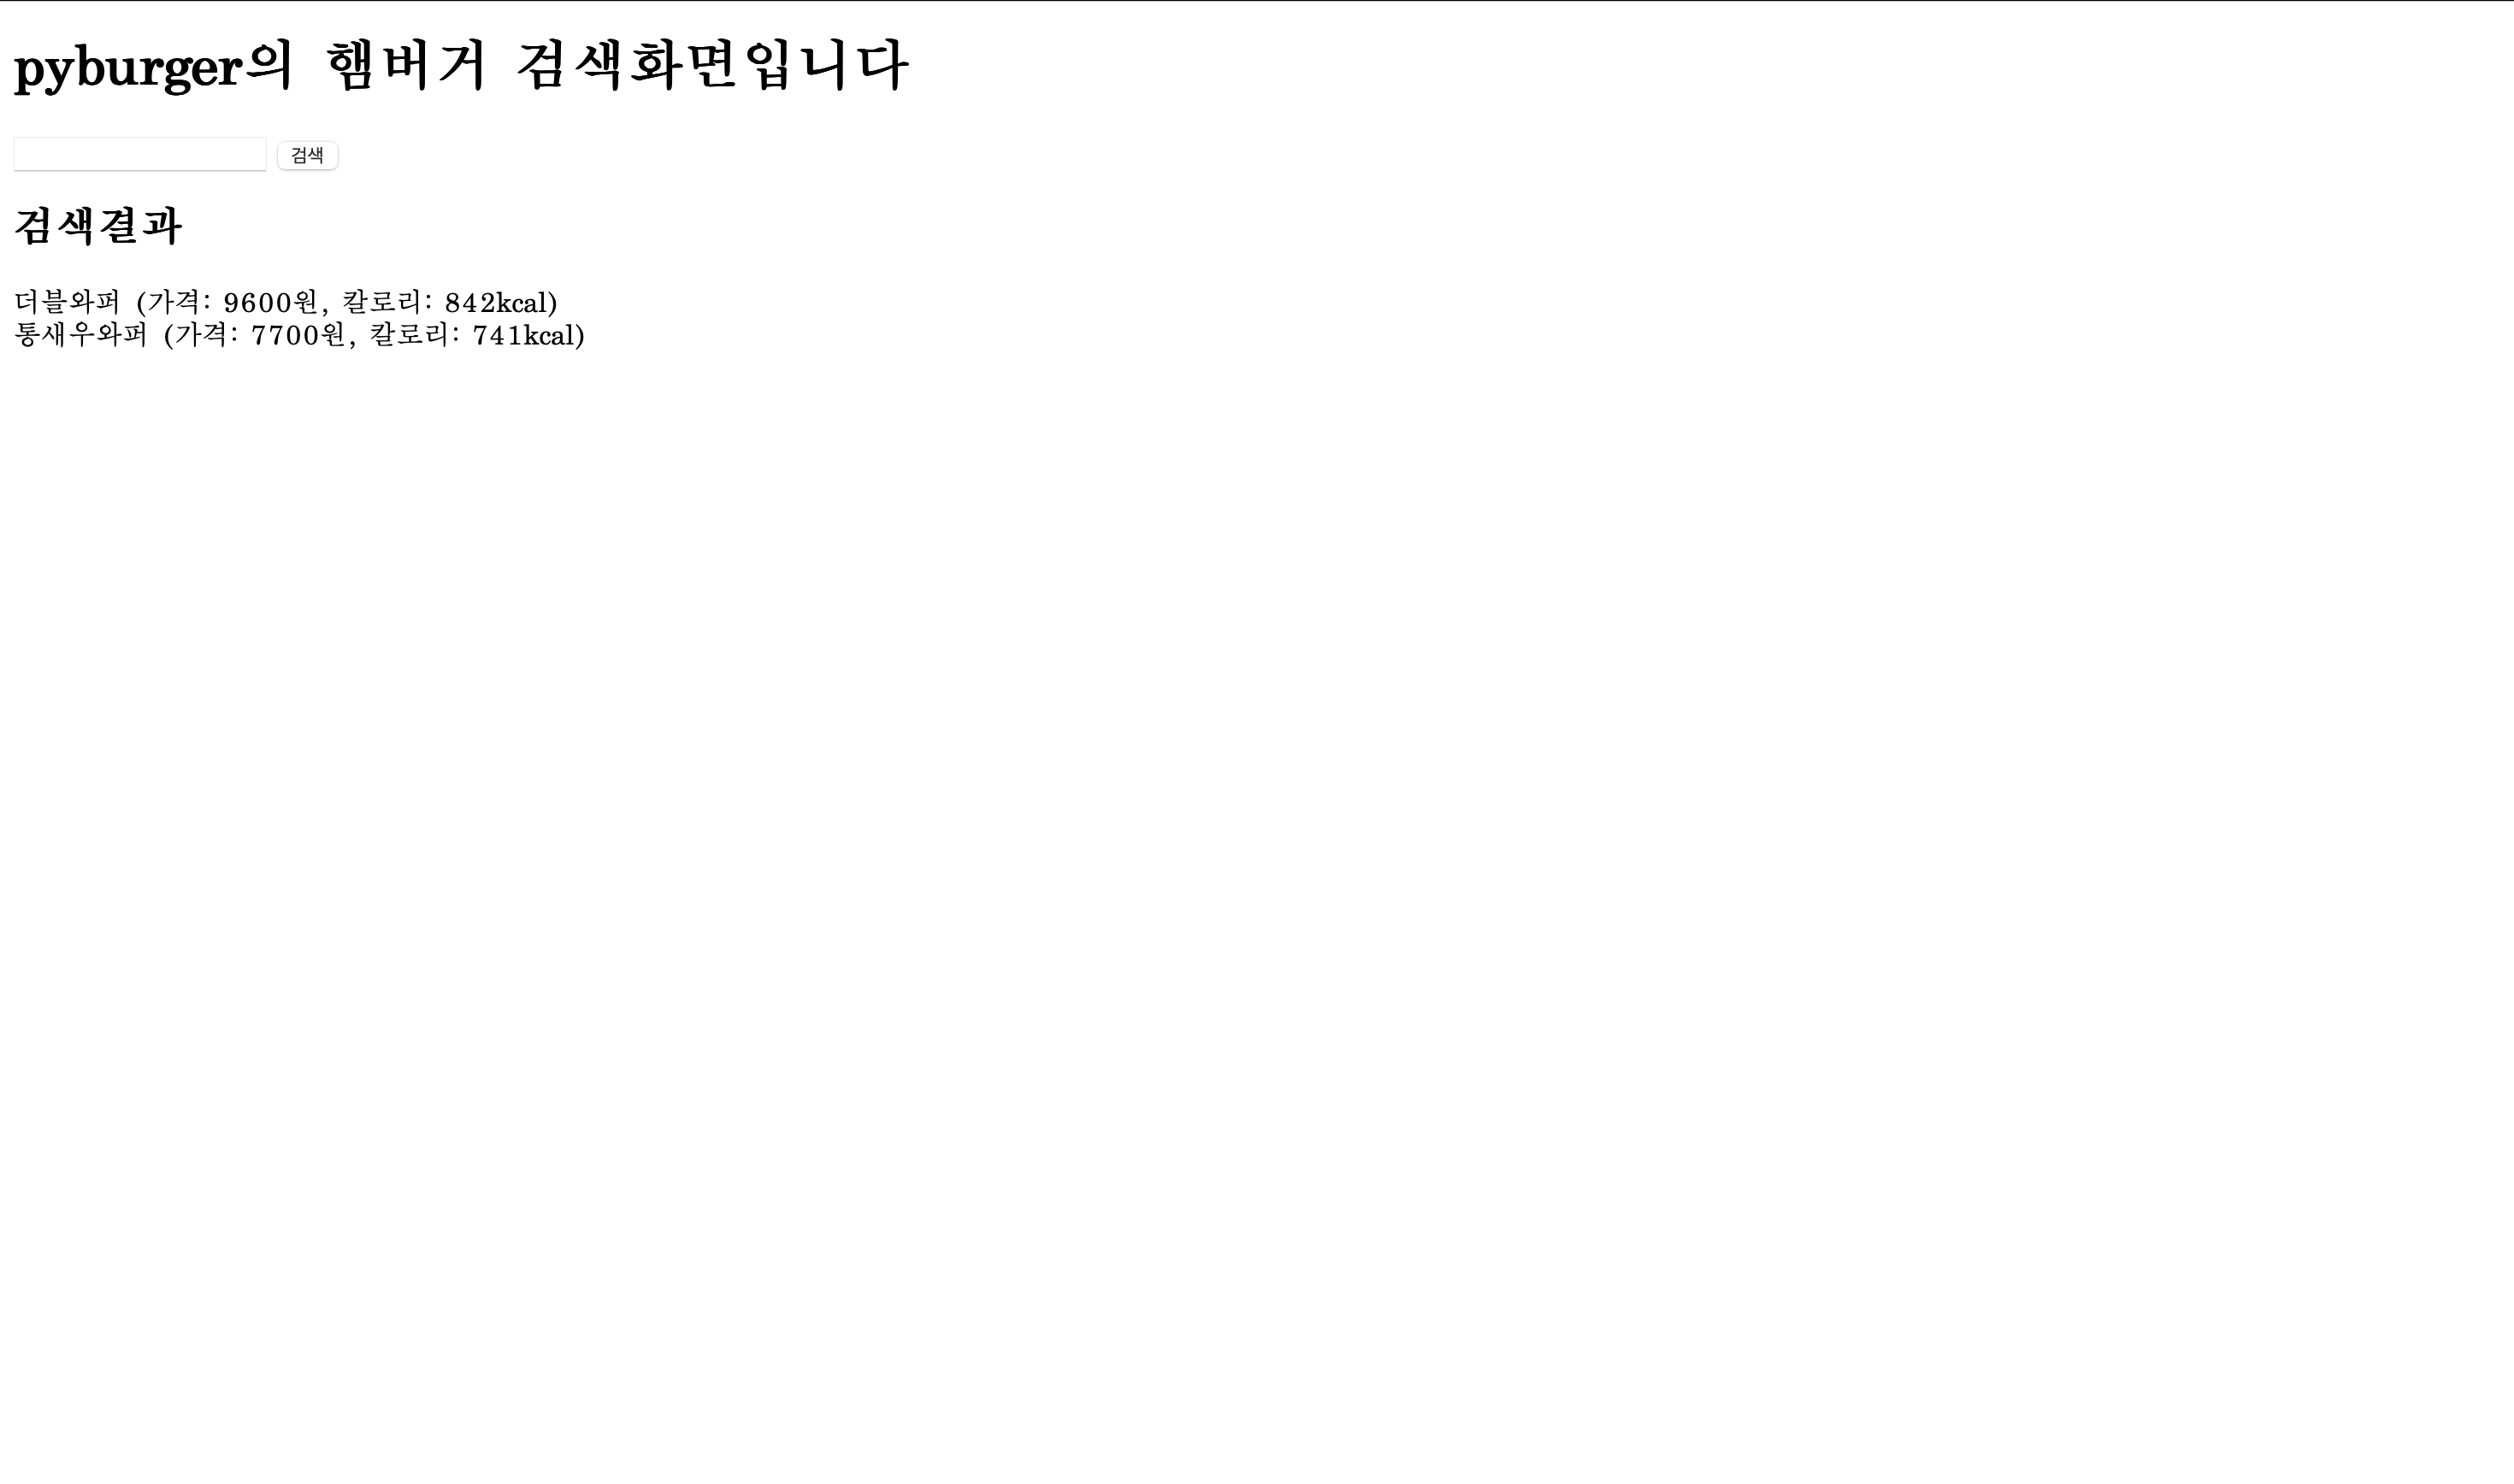 pyburger의 햄버거 검색화면입니다
검색
검색결과
더블와퍼 (가격: 9600원, 칼로리: 842kcal)
통새우와퍼 (가격: 7700원, 칼로리: 741kcal)